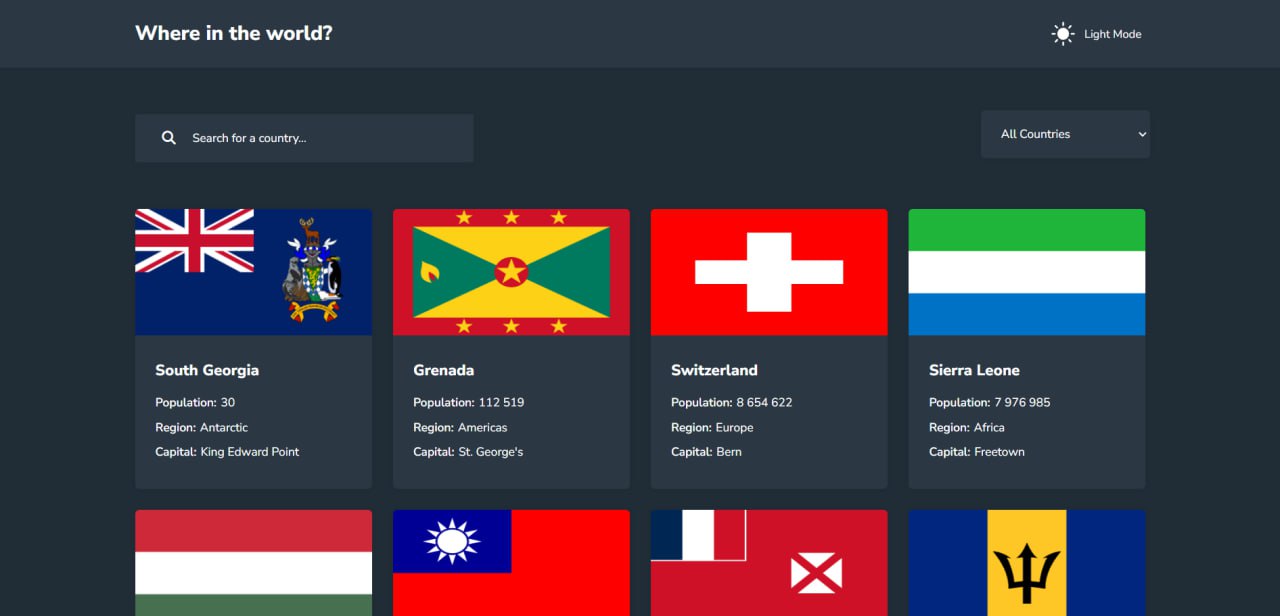 Where in the world?
Light Mode
Search for a country...
All Countries
South Georgia
Population: 30
Region: Antarctic
Capital: King Edward Point
Grenada
Population: 112 519
Region: Americas
Capital: St. George's
Switzerland
Population: 8 654 622
Region: Europe
Capital: Bern
Sierra Leone
Population: 7 976 985
Region: Africa
Capital: Freetown